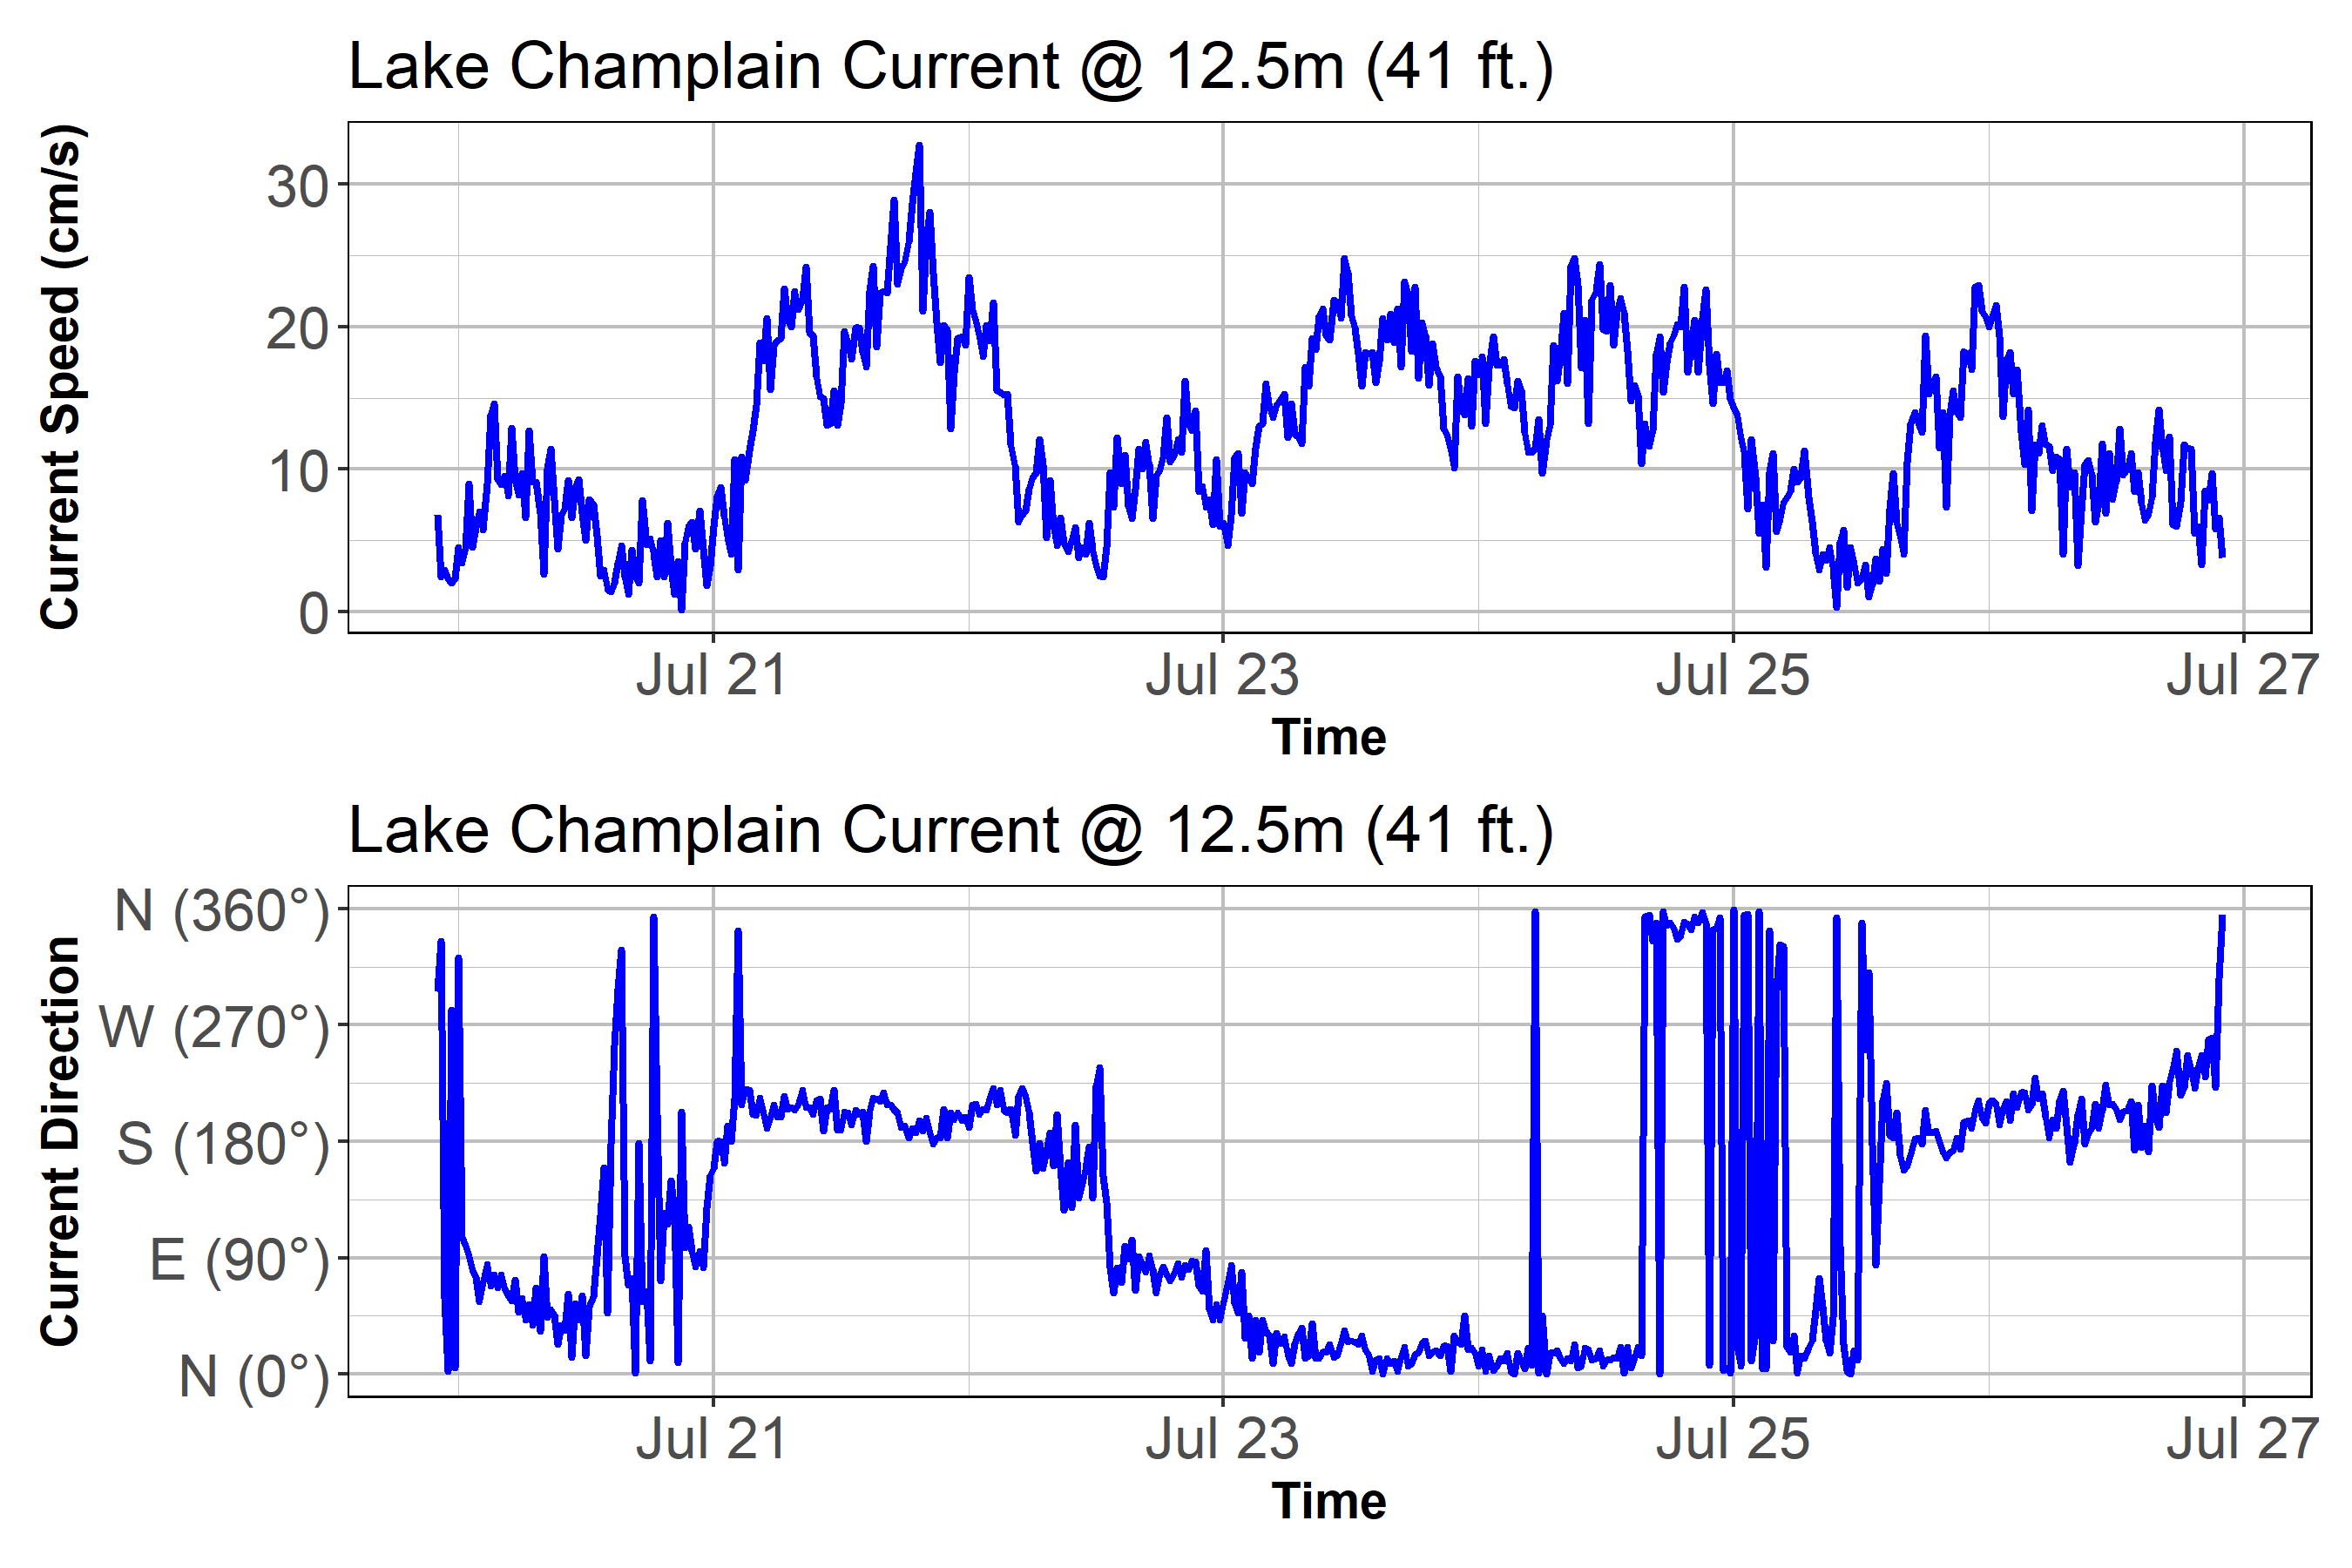 Lake Champlain Current @ 12.5m (41 ft.)
Current Speed (cm/s)
30
20
10
0
Jul 21 Jul 23 Jul 25 Jul 27
Time
Lake Champlain Current @ 12.5m (41 ft.)
Current Direction
N (360°)
W (270°)
S (180°)
E (90°)
N (0°)
Jul 21 Jul 23 Jul 25 Jul 27
Time